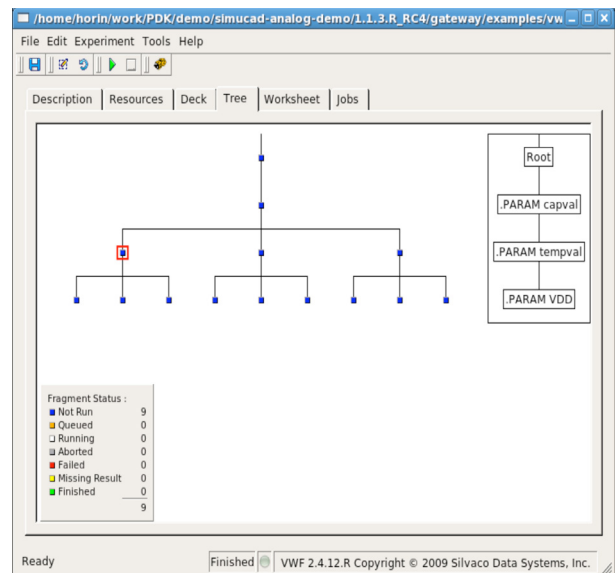 /home/horin/work/PDK/demo/simucad-analog-demo/1.1.3.R_RC4/gateway/examples/vw
File Edit Experiment Tools Help
Description Resources Deck Tree Worksheet Jobs
Root
.PARAM capval
.PARAM tempval
.PARAM VDD
Fragment Status :
Not Run 9
Queued 0
Running 0
Aborted 0
Failed 0
Missing Result 0
Finished 0
9
Ready Finished VWF 2.4.12.R Copyright © 2009 Silvaco Data Systems, Inc.